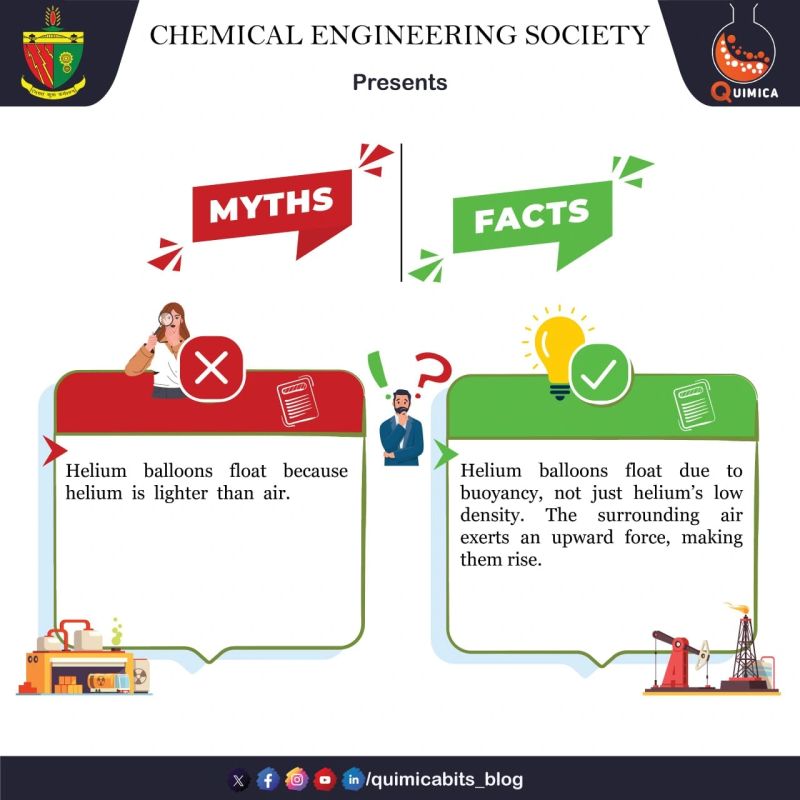 CHEMICAL ENGINEERING SOCIETY
Presents
QUIMICA
MYTHS
FACTS
Helium balloons float because
helium is lighter than air.
Helium balloons float due to
buoyancy, not just helium’s low
density. The surrounding air
exerts an upward force, making
them rise.
/quimicabits_blog